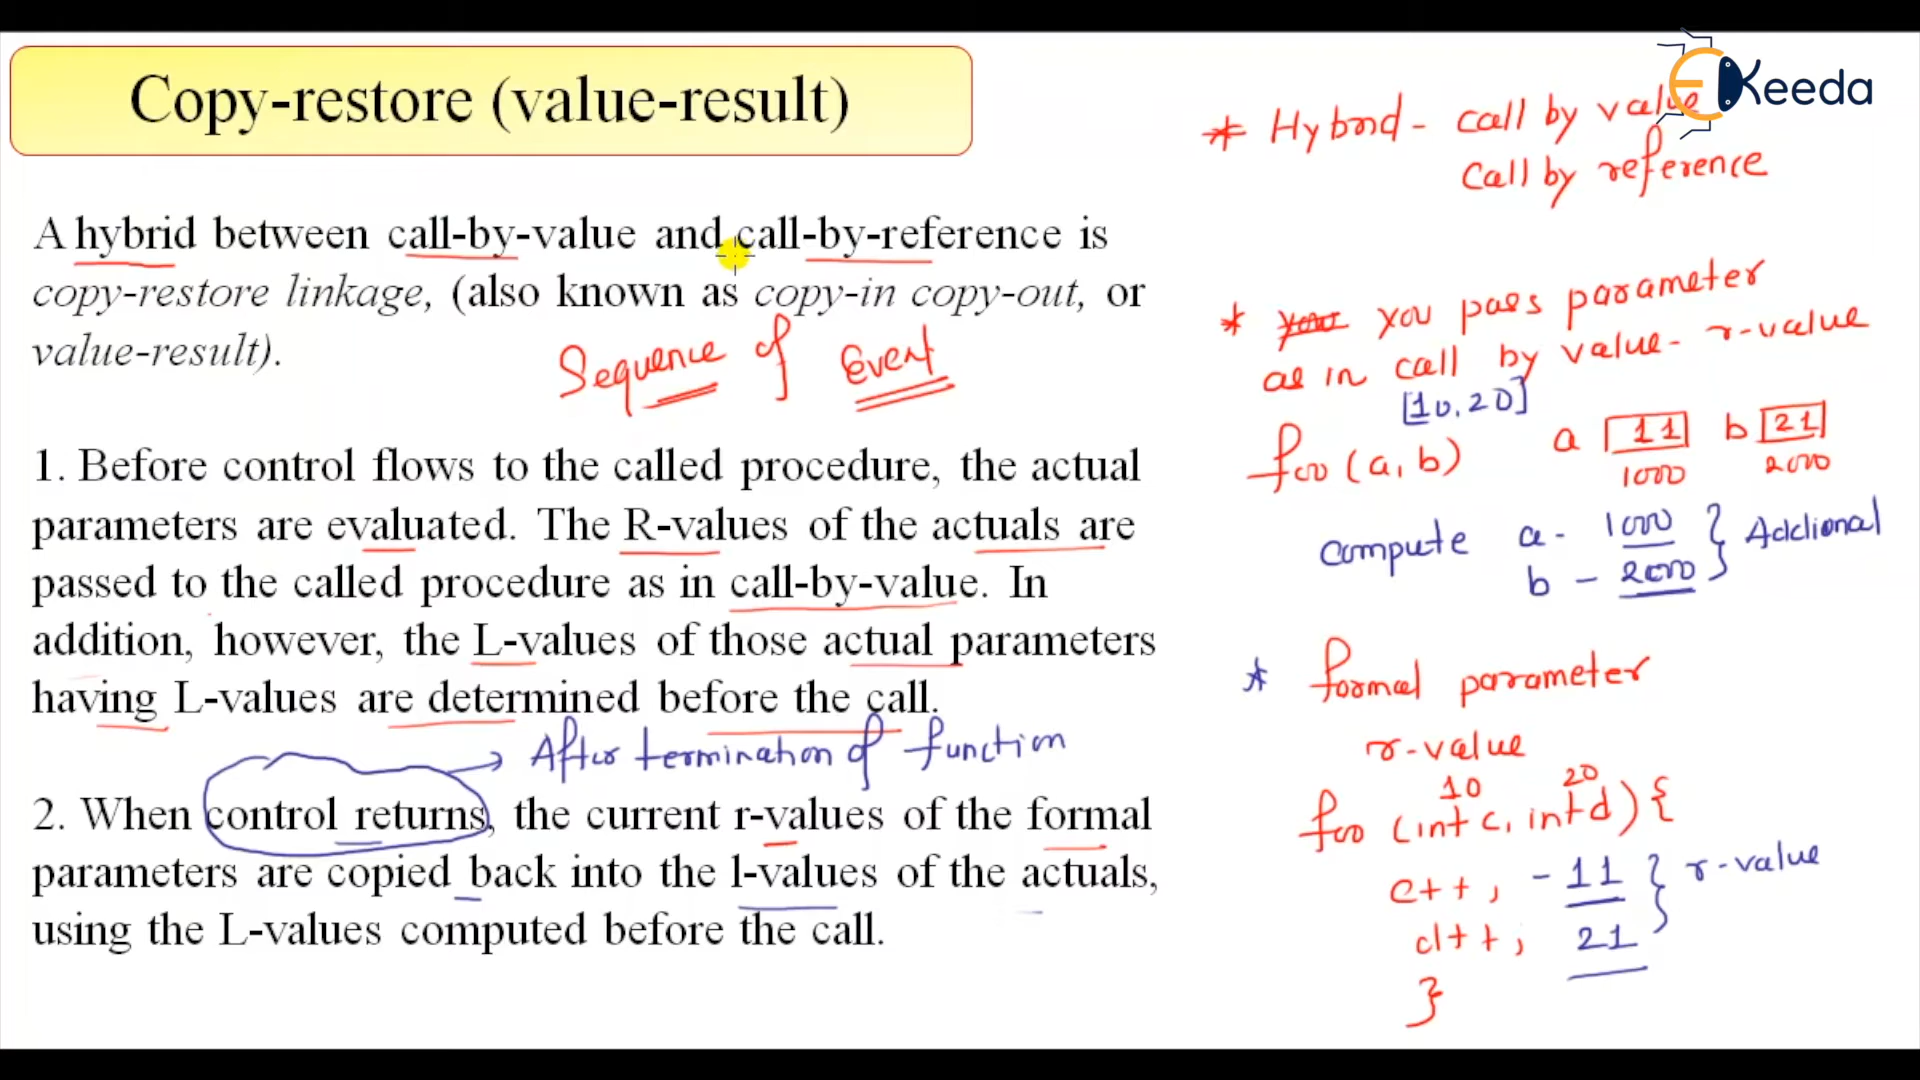 Copy-restore (value-result)
A hybrid between call-by-value and call-by-reference is
copy-restore linkage, (also known as copy-in copy-out, or
value-result).
Sequence of Event
1. Before control flows to the called procedure, the actual
parameters are evaluated. The R-values of the actuals are
passed to the called procedure as in call-by-value. In
addition, however, the L-values of those actual parameters
having L-values are determined before the call.
After termination of function
2. When control returns, the current r-values of the formal
parameters are copied back into the l-values of the actuals,
using the L-values computed before the call.
EKeeda
* Hybrid - call by value
Call by reference
* you pass parameter
as in call by value - r-value
[10,20]
foo (a, b) a 11 b 21
1000 2000
Compute a - 1000 } Addional
b - 2000
* formal parameter
r-value
10 20
foo (int c, int d) {
c++, - 11 } r-value
d++, 21
}